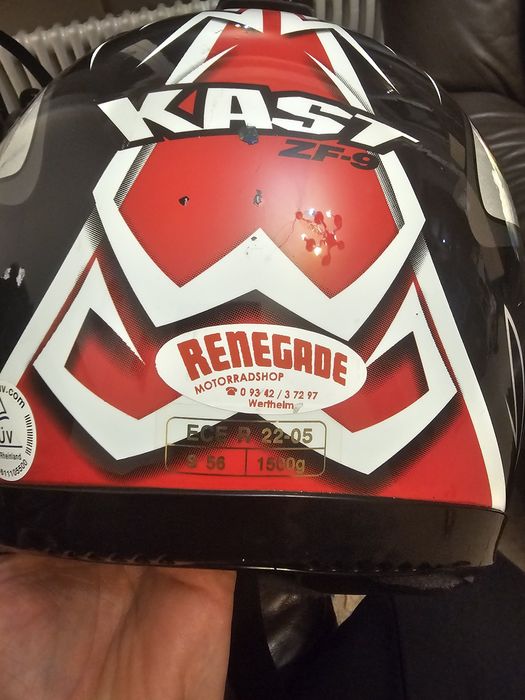 KAST
ZF-9
RENEGADE
MOTORRADSHOP
☎ 0 93 42 / 3 72 97
Wertheim
ECE R 22-05
S 56 1500g